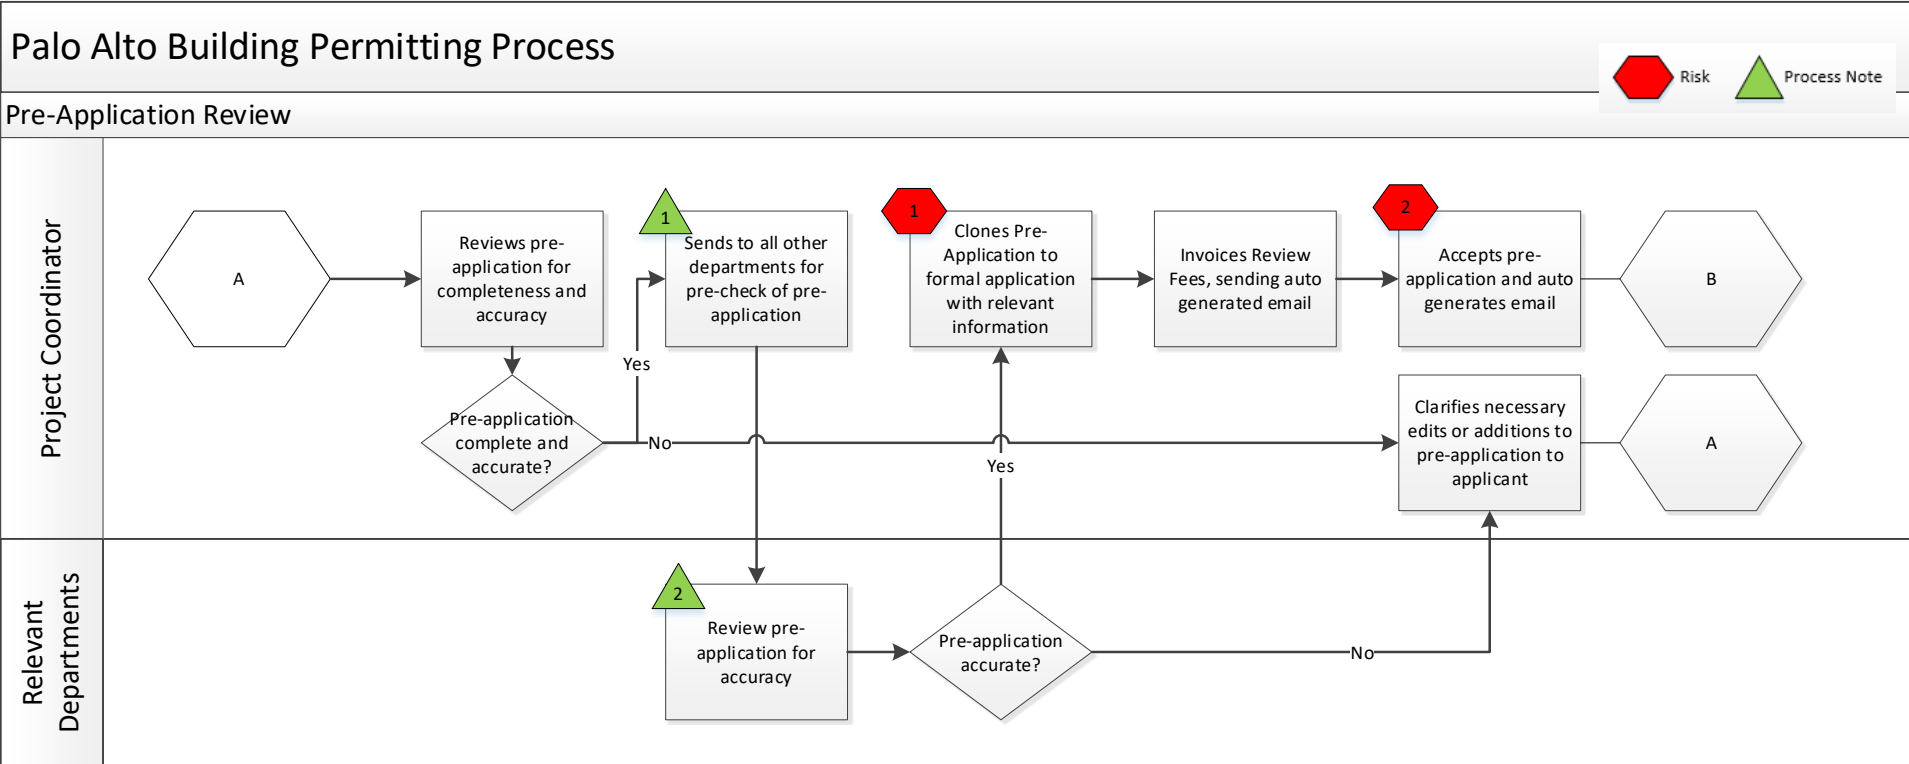 Palo Alto Building Permitting Process
Risk
Process Note
Pre-Application Review
Project Coordinator
A
Reviews pre-
application for
completeness and
accuracy
1
Sends to all other
departments for
pre-check of pre-
application
1
Clones Pre-
Application to
formal application
with relevant
information
Invoices Review
Fees, sending auto
generated email
2
Accepts pre-
application and auto
generates email
B
Yes
Pre-application
complete and
accurate?
No
Yes
Clarifies necessary
edits or additions to
pre-application to
applicant
A
Relevant
Departments
2
Review pre-
application for
accuracy
Pre-application
accurate?
No